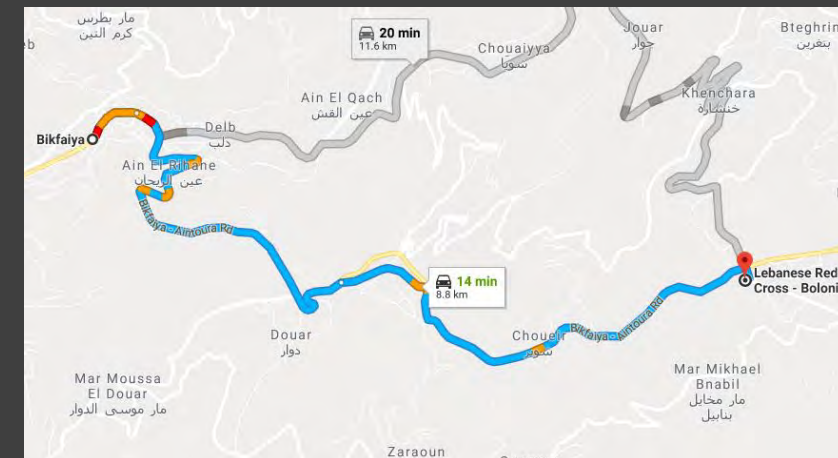 مار بطرس
كرم التين
20 min
11.6 km
Chouaiyya
شويا
Jouar
جوار
Bteghrin
بتغرين
Khenchara
خنشارة
Ain El Qach
عين القش
Delb
دلب
Bikfaiya
Ain El Rihane
عين الريحان
Bikfaiya - Aintoura Rd
14 min
8.8 km
Lebanese Red
Cross - Boloni
Bikfaiya - Aintoura Rd
Choueir
شوير
Douar
دوار
Mar Moussa
El Douar
مار موسى الدوار
Mar Mikhael
Bnabil
مار مخايل
بنابيل
Zaraoun